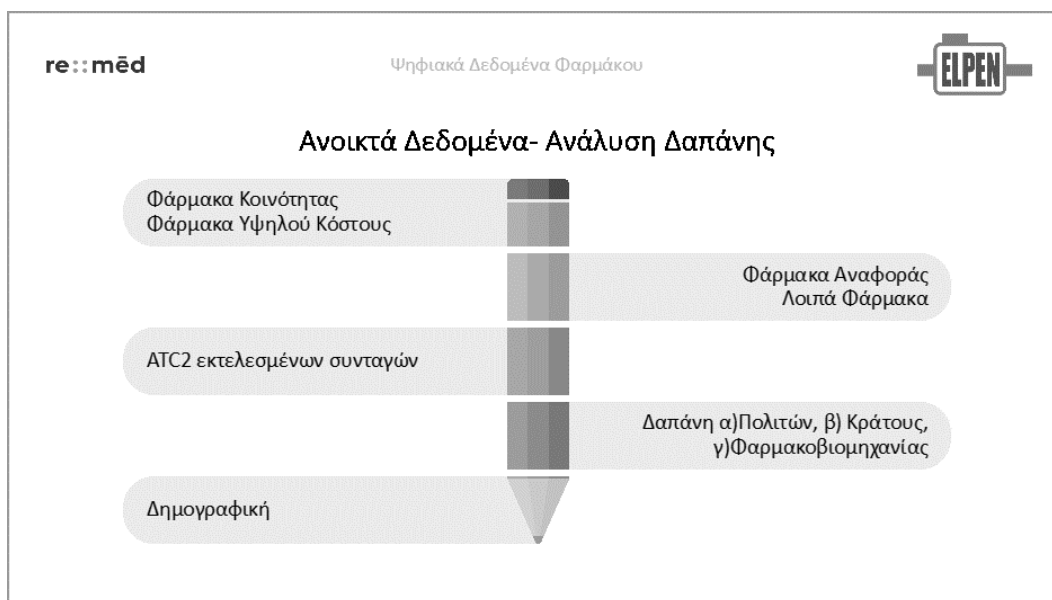 re::mēd
Ψηφιακά Δεδομένα Φαρμάκου
ELPEN
Ανοικτά Δεδομένα- Ανάλυση Δαπάνης
Φάρμακα Κοινότητας
Φάρμακα Υψηλού Κόστους
Φάρμακα Αναφοράς
Λοιπά Φάρμακα
ATC2 εκτελεσμένων συνταγών
Δαπάνη α)Πολιτών, β) Κράτους,
γ)Φαρμακοβιομηχανίας
Δημογραφική